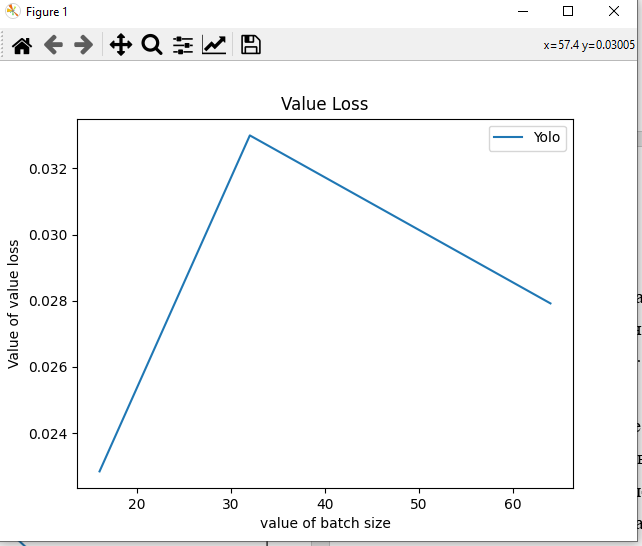 Figure 1
x=57.4 y=0.03005
Value Loss
Yolo
0.032
0.030
0.028
0.026
0.024
Value of value loss
20 30 40 50 60
value of batch size